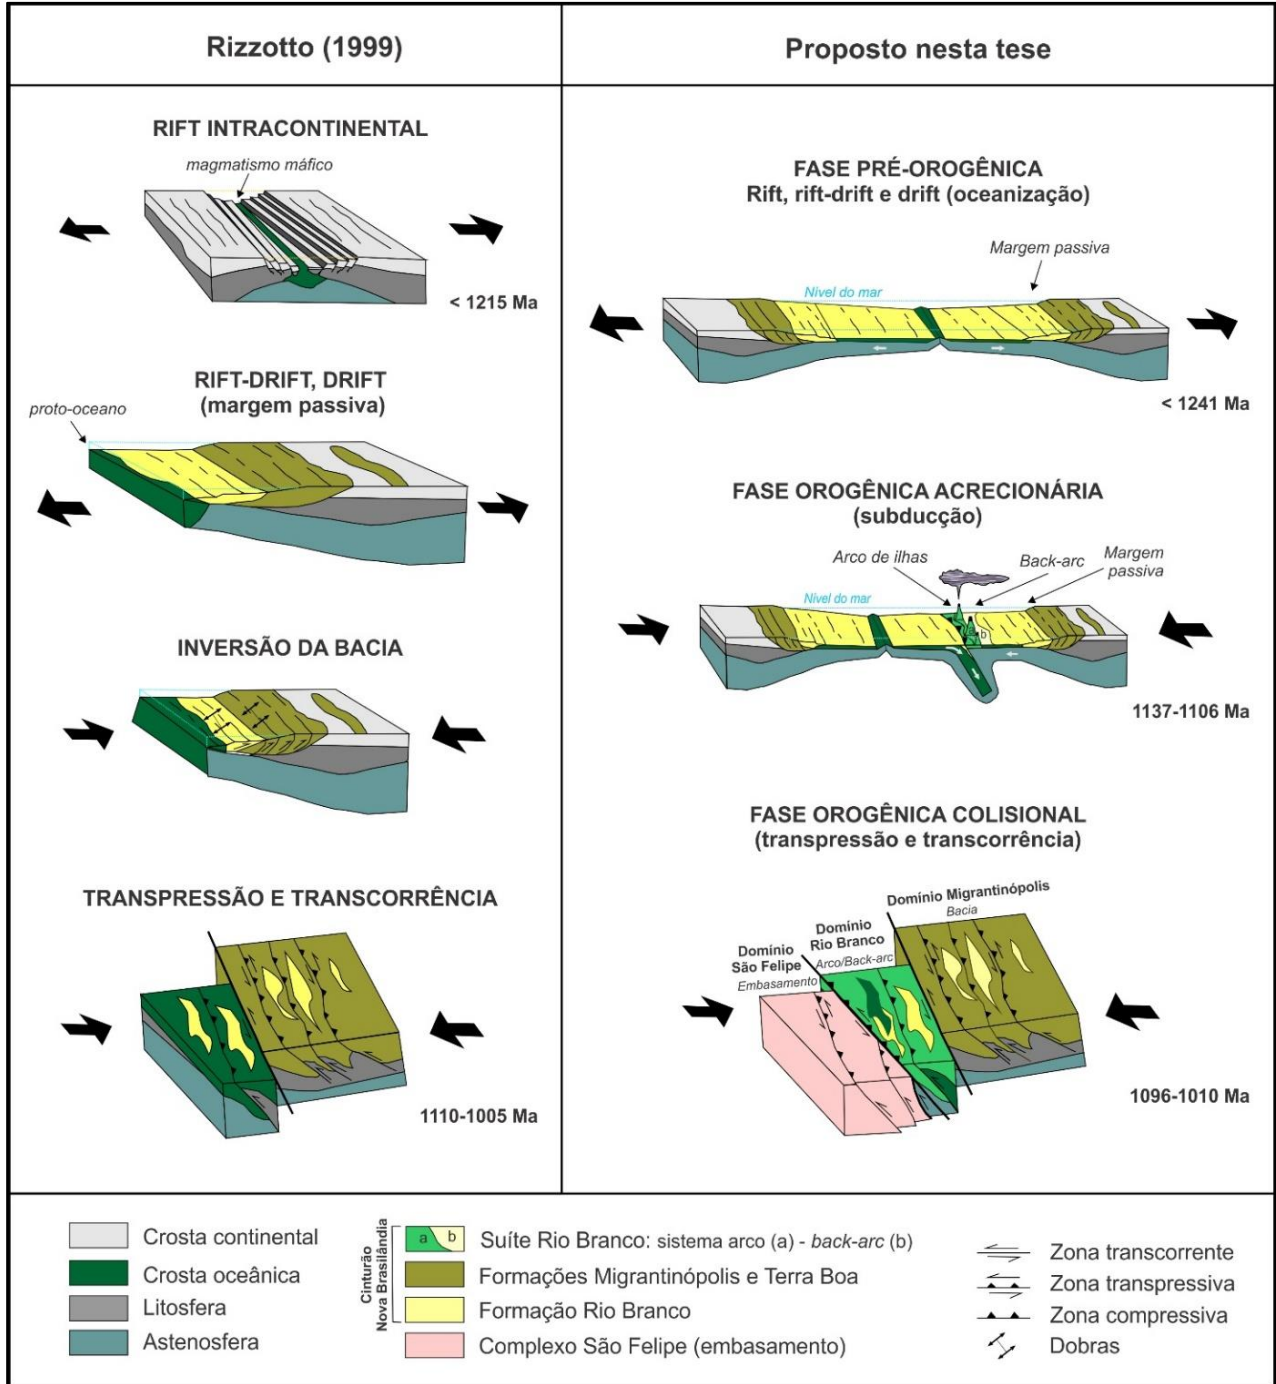 Rizzotto (1999)
Proposto nesta tese
RIFT INTRACONTINENTAL
magmatismo máfico
< 1215 Ma
RIFT-DRIFT, DRIFT
(margem passiva)
proto-oceano
INVERSÃO DA BACIA
TRANSPRESSÃO E TRANSCORRÊNCIA
1110-1005 Ma
FASE PRÉ-OROGÊNICA
Rift, rift-drift e drift (oceanização)
Margem passiva
Nível do mar
< 1241 Ma
FASE OROGÊNICA ACRECIONÁRIA
(subducção)
Arco de ilhas
Back-arc
Margem
passiva
Nível do mar
b
1137-1106 Ma
FASE OROGÊNICA COLISIONAL
(transpressão e transcorrência)
Domínio Migrantinópolis
Bacia
Domínio
Rio Branco
Arco/Back-arc
Domínio
São Felipe
Embasamento
1096-1010 Ma
Crosta continental
Crosta oceânica
Litosfera
Astenosfera
Cinturão
Nova Brasilândia
a b Suíte Rio Branco: sistema arco (a) - back-arc (b)
Formações Migrantinópolis e Terra Boa
Formação Rio Branco
Complexo São Felipe (embasamento)
Zona transcorrente
Zona transpressiva
Zona compressiva
Dobras